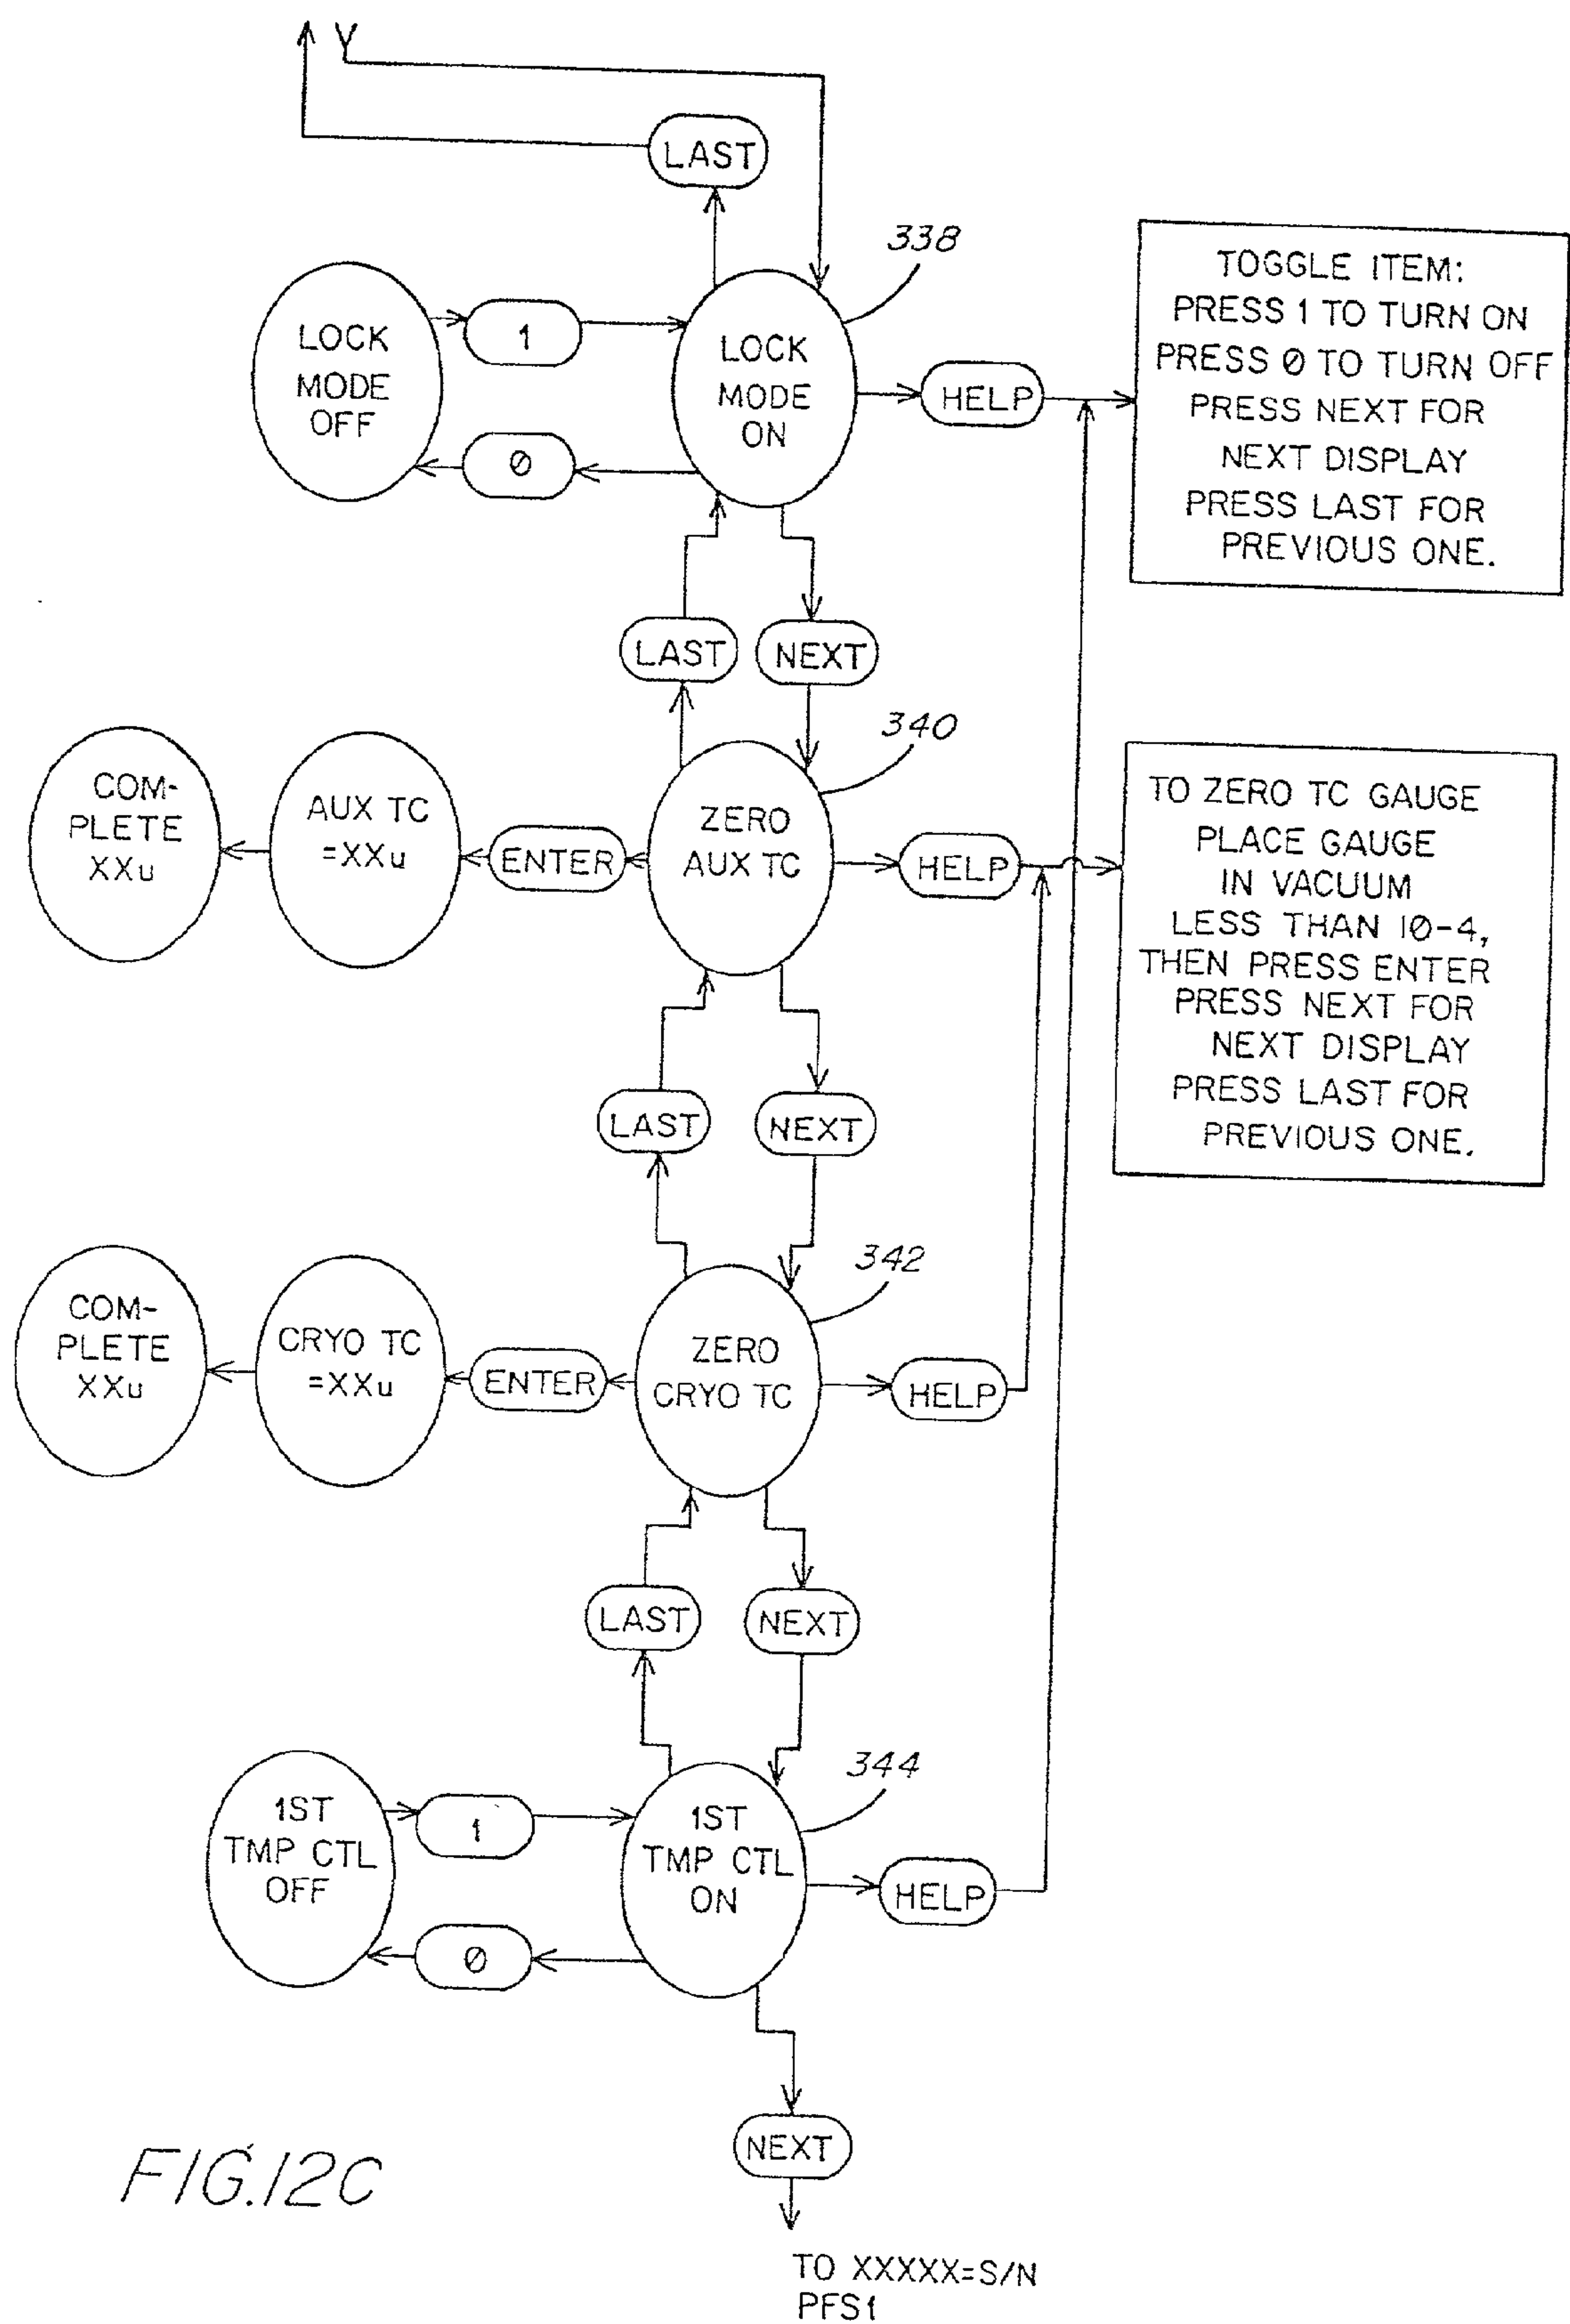 LAST
338
TOGGLE ITEM:
PRESS 1 TO TURN ON
PRESS 0 TO TURN OFF
PRESS NEXT FOR
NEXT DISPLAY
PRESS LAST FOR
PREVIOUS ONE.
LOCK
MODE
OFF
1
0
LOCK
MODE
ON
HELP
LAST
NEXT
340
COM-
PLETE
XXu
AUX TC
=XXu
ENTER
ZERO
AUX TC
HELP
TO ZERO TC GAUGE
PLACE GAUGE
IN VACUUM
LESS THAN 10-4,
THEN PRESS ENTER
PRESS NEXT FOR
NEXT DISPLAY
PRESS LAST FOR
PREVIOUS ONE.
LAST
NEXT
342
COM-
PLETE
XXu
CRYO TC
=XXu
ENTER
ZERO
CRYO TC
HELP
LAST
NEXT
344
1ST
TMP CTL
OFF
1
0
1ST
TMP CTL
ON
HELP
NEXT
FIG.12C
TO XXXXX=S/N
PFS1